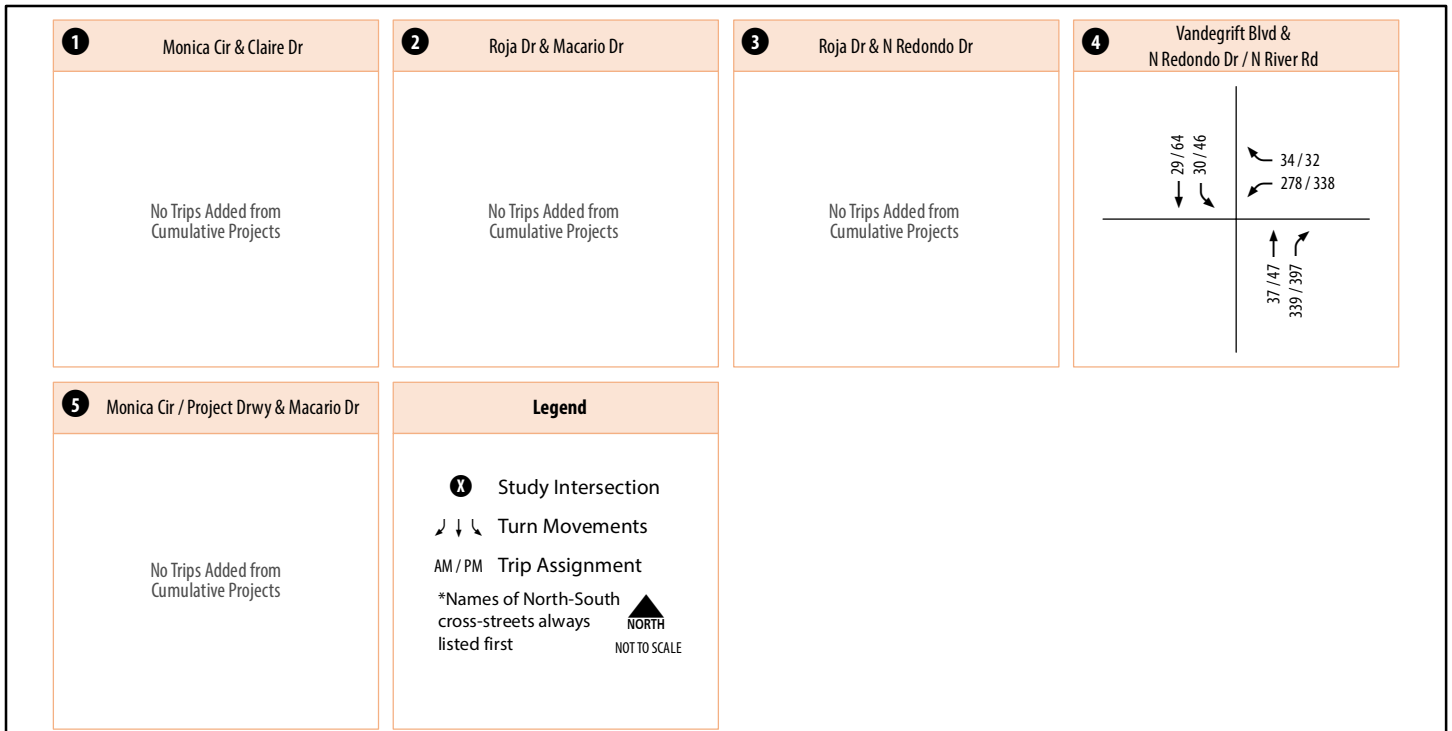 1 Monica Cir & Claire Dr
No Trips Added from
Cumulative Projects
2 Roja Dr & Macario Dr
No Trips Added from
Cumulative Projects
3 Roja Dr & N Redondo Dr
No Trips Added from
Cumulative Projects
4 Vandegrift Blvd &
N Redondo Dr / N River Rd
29 / 64
30 / 46
34 / 32
278 / 338
37 / 47
339 / 397
5 Monica Cir / Project Drwy & Macario Dr
No Trips Added from
Cumulative Projects
Legend
X Study Intersection
Turn Movements
AM / PM Trip Assignment
*Names of North-South
cross-streets always
listed first
NORTH
NOT TO SCALE